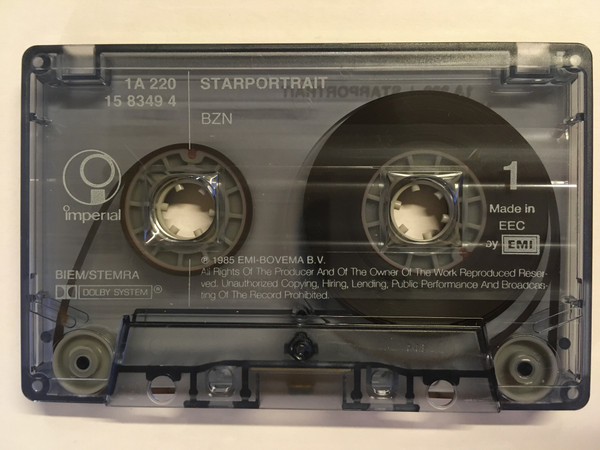 1A 220
15 8349 4
STARPORTRAIT
BZN
1
Made in
EEC
by EMI
imperial
℗ 1985 EMI-BOVEMA B.V.
All Rights Of The Producer And Of The Owner Of The Work Reproduced Reser-
ved, Unauthorized Copying, Hiring, Lending, Public Performance And Broadcas-
ting Of The Record Prohibited.
BIEM/STEMRA
DOLBY SYSTEM®